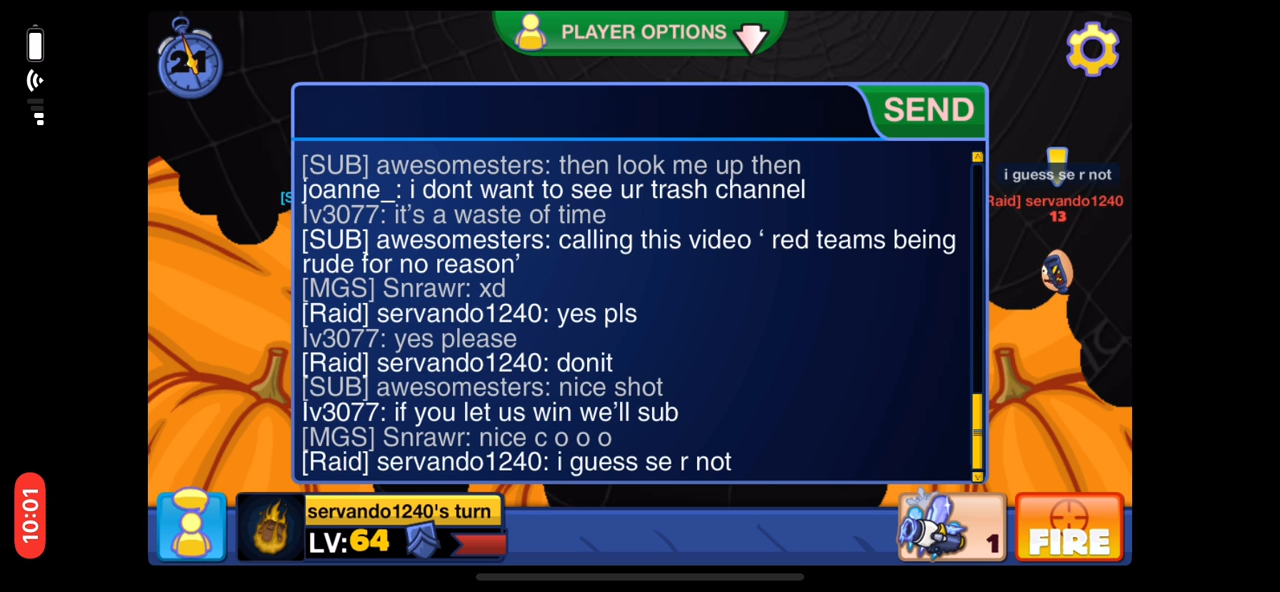 PLAYER OPTIONS
21
SEND
[SUB] awesomesters: then look me up then
joanne_: i dont want to see ur trash channel
lv3077: it’s a waste of time
[SUB] awesomesters: calling this video ‘ red teams being
rude for no reason’
[MGS] Snrawr: xd
[Raid] servando1240: yes pls
lv3077: yes please
[Raid] servando1240: donit
[SUB] awesomesters: nice shot
lv3077: if you let us win we’ll sub
[MGS] Snrawr: nice c o o o
[Raid] servando1240: i guess se r not
[S
i guess se r not
Raid] servando1240
13
10:01
servando1240's turn
LV:64
1
FIRE